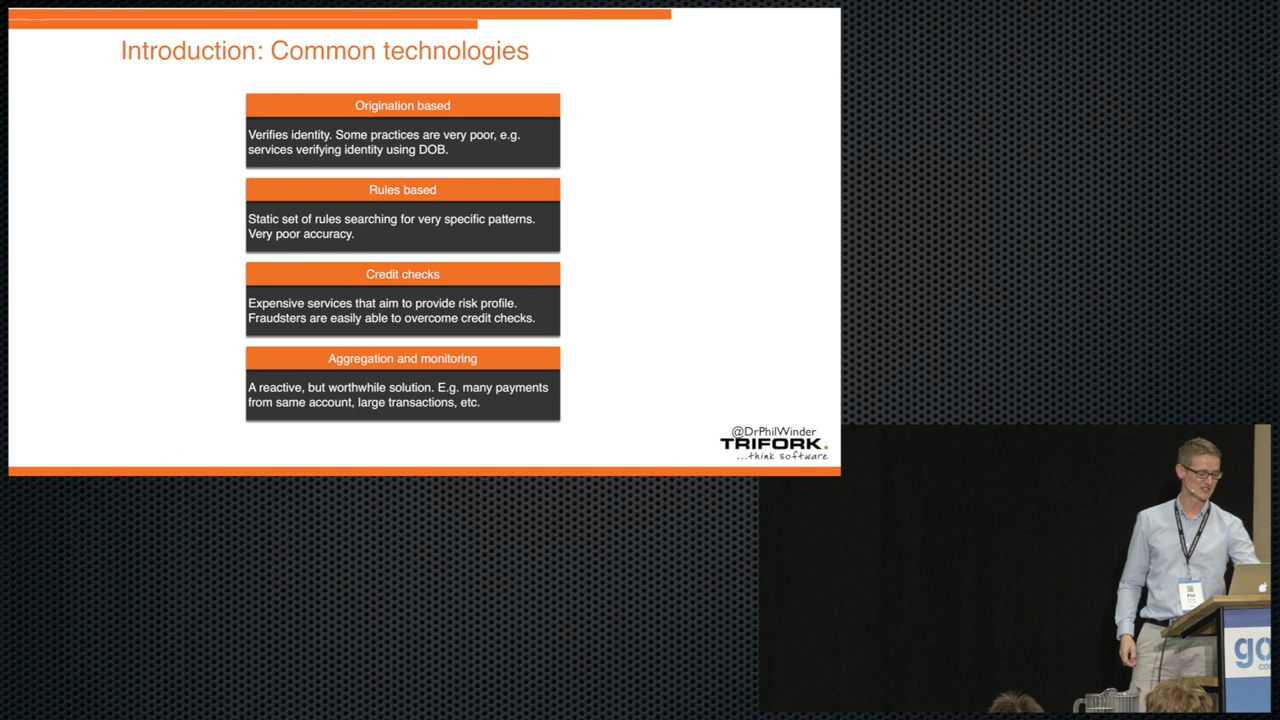 Introduction: Common technologies
Origination based
Verifies identity. Some practices are very poor, e.g.
services verifying identity using DOB.
Rules based
Static set of rules searching for very specific patterns.
Very poor accuracy.
Credit checks
Expensive services that aim to provide risk profile.
Fraudsters are easily able to overcome credit checks.
Aggregation and monitoring
A reactive, but worthwhile solution. E.g. many payments
from same account, large transactions, etc.
@DrPhilWinder
TRIFORK.
...think software
Phil
go